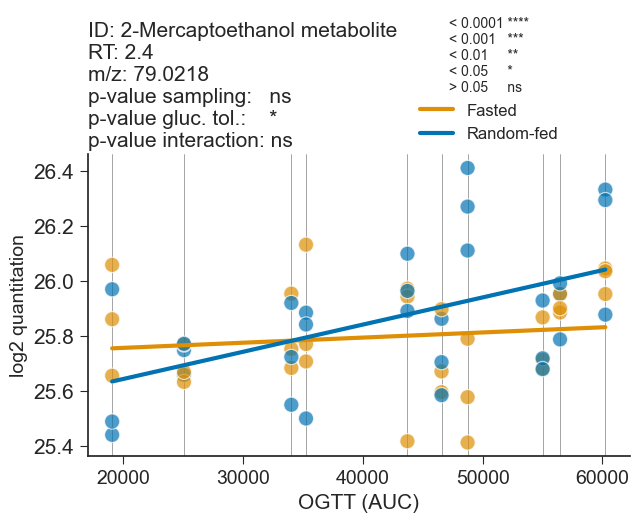 ID: 2-Mercaptoethanol metabolite
RT: 2.4
m/z: 79.0218
p-value sampling: ns
p-value gluc. tol.: *
p-value interaction: ns
< 0.0001 ****
< 0.001 ***
< 0.01 **
< 0.05 *
> 0.05 ns
Fasted
Random-fed
26.4
26.2
26.0
25.8
25.6
25.4
log2 quantitation
20000 30000 40000 50000 60000
OGTT (AUC)